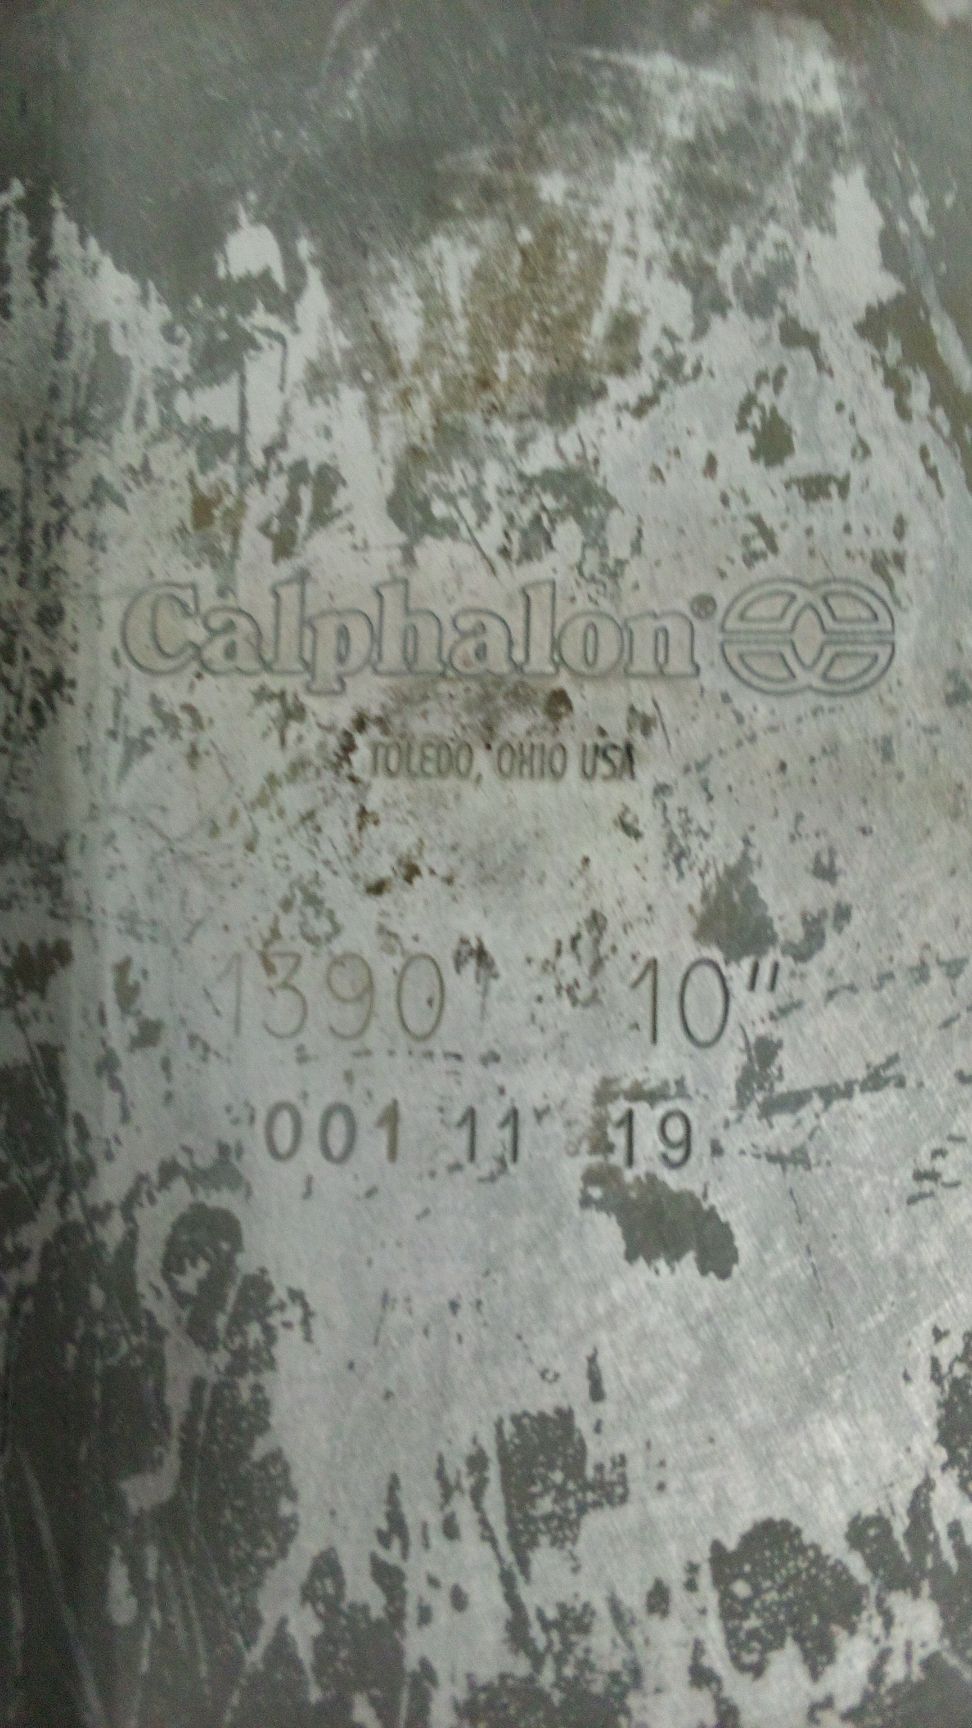 Calphalon®
TOLEDO, OHIO USA
1390 10"
001 11 19